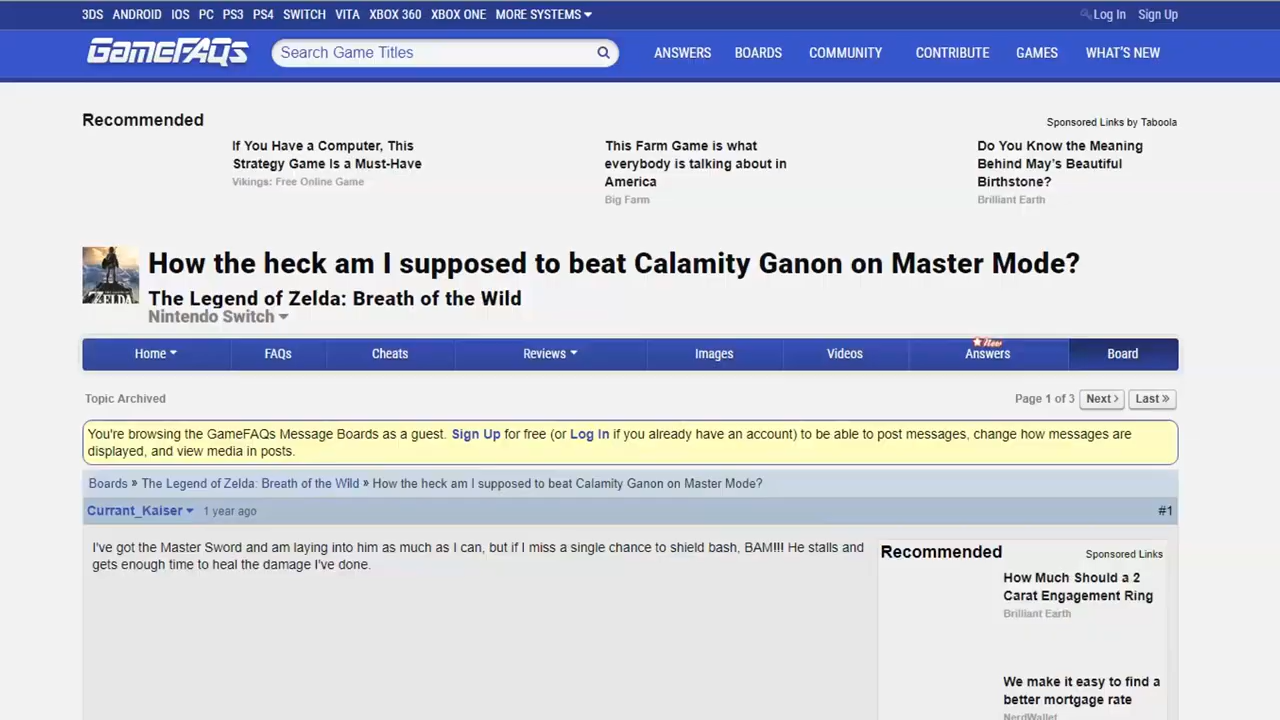 3DS ANDROID IOS PC PS3 PS4 SWITCH VITA XBOX 360 XBOX ONE MORE SYSTEMS Log In Sign Up
GameFAQs Search Game Titles ANSWERS BOARDS COMMUNITY CONTRIBUTE GAMES WHAT'S NEW
Recommended Sponsored Links by Taboola
If You Have a Computer, This
Strategy Game Is a Must-Have
Vikings: Free Online Game
This Farm Game is what
everybody is talking about in
America
Big Farm
Do You Know the Meaning
Behind May's Beautiful
Birthstone?
Brilliant Earth
ZELDA
How the heck am I supposed to beat Calamity Ganon on Master Mode?
The Legend of Zelda: Breath of the Wild
Nintendo Switch
Home FAQs Cheats Reviews Images Videos New Answers Board
Topic Archived Page 1 of 3 Next > Last »
You're browsing the GameFAQs Message Boards as a guest. Sign Up for free (or Log In if you already have an account) to be able to post messages, change how messages are
displayed, and view media in posts.
Boards » The Legend of Zelda: Breath of the Wild » How the heck am I supposed to beat Calamity Ganon on Master Mode?
Currant_Kaiser 1 year ago #1
I've got the Master Sword and am laying into him as much as I can, but if I miss a single chance to shield bash, BAM!!! He stalls and
gets enough time to heal the damage I've done.
Recommended Sponsored Links
How Much Should a 2
Carat Engagement Ring
Brilliant Earth
We make it easy to find a
better mortgage rate
NerdWallet